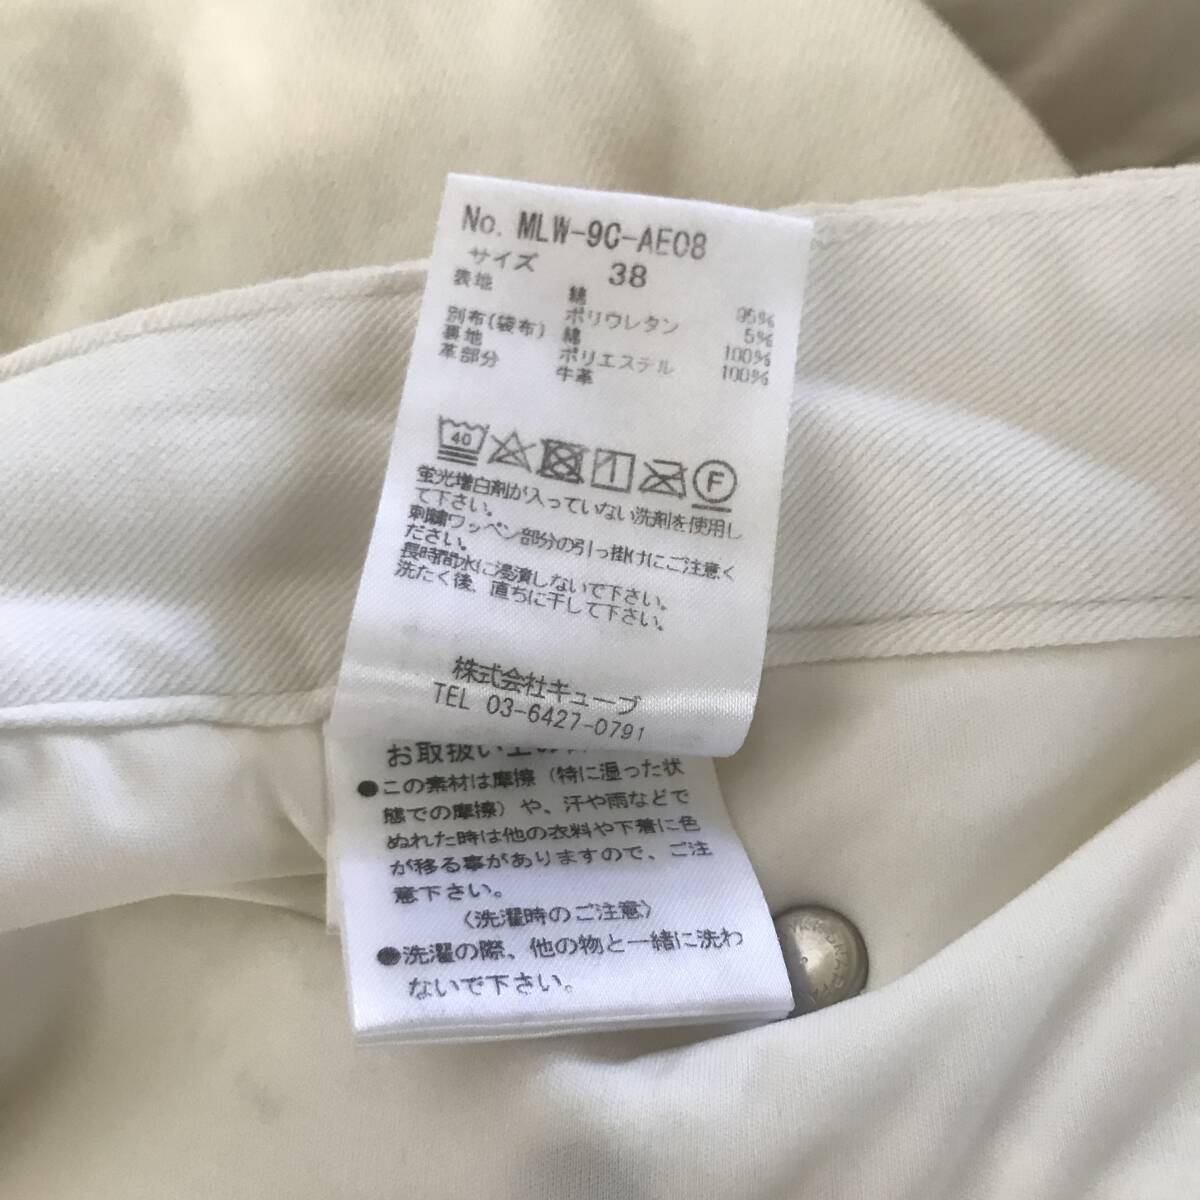 No. MLW-9C-AE08
サイズ 38
表地 綿 95%
ポリウレタン 5%
別布(袋布) 綿 100%
裏地 ポリエステル 100%
革部分 牛革
40
F
蛍光増白剤が入っていない洗剤を使用し
て下さい。
刺繍ワッペン部分の引っ掛けにご注意く
ださい。
長時間水に浸漬しないで下さい。
洗たく後、直ちに干して下さい。
株式会社キューブ
TEL 03-6427-0791
お取扱い上の
●この素材は摩擦(特に湿った状
態での摩擦)や、汗や雨などで
ぬれた時は他の衣料や下着に色
が移る事がありますので、ご注
意下さい。
〈洗濯時のご注意〉
●洗濯の際、他の物と一緒に洗わ
ないで下さい。